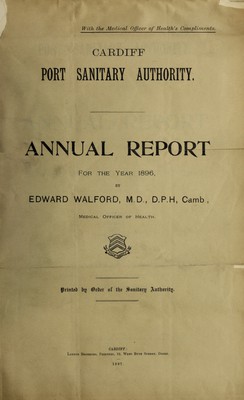 With the Medical Officer of Health's Compliments.
CARDIFF
PORT SANITARY AUTHORITY.
ANNUAL REPORT
FOR THE YEAR 1896,
BY
EDWARD WALFORD, M.D., D.P.H, Camb,
MEDICAL OFFICER OF HEALTH.
Printed by Order of the Sanitary Authority.
CARDIFF:
1897.